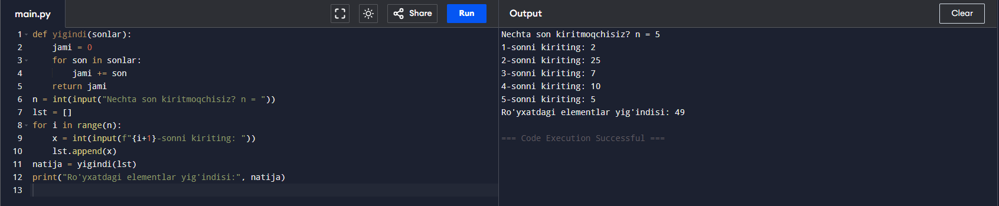 main.py
Share
Run
1 def yigindi(sonlar):
2     jami = 0
3     for son in sonlar:
4         jami += son
5     return jami
6 n = int(input("Nechta son kiritmoqchisiz? n = "))
7 lst = []
8 for i in range(n):
9     x = int(input(f"{i+1}-sonni kiriting: "))
10     lst.append(x)
11 natija = yigindi(lst)
12 print("Ro'yxatdagi elementlar yig'indisi:", natija)
13
Output
Clear
Nechta son kiritmoqchisiz? n = 5
1-sonni kiriting: 2
2-sonni kiriting: 25
3-sonni kiriting: 7
4-sonni kiriting: 10
5-sonni kiriting: 5
Ro'yxatdagi elementlar yig'indisi: 49
=== Code Execution Successful ===